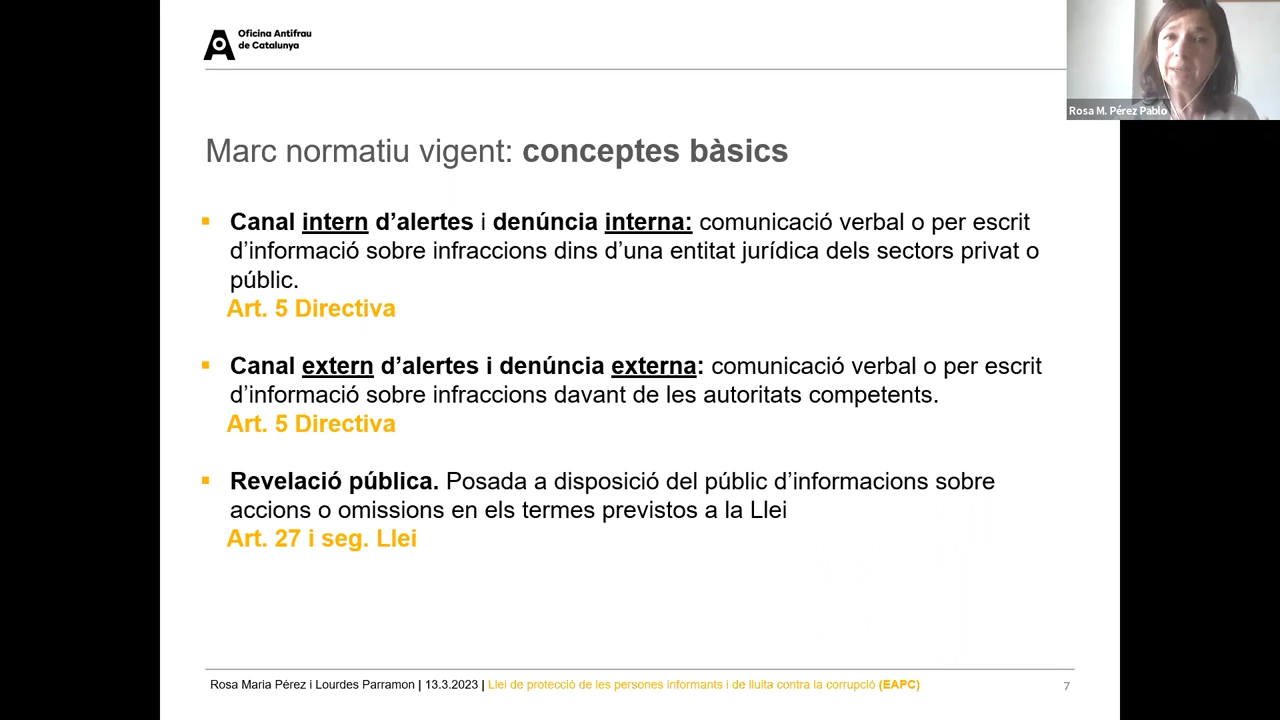 Oficina Antifrau
de Catalunya
Rosa M. Pérez Pablo
Marc normatiu vigent: conceptes bàsics
Canal intern d’alertes i denúncia interna: comunicació verbal o per escrit
d’informació sobre infraccions dins d’una entitat jurídica dels sectors privat o
públic.
Art. 5 Directiva
Canal extern d’alertes i denúncia externa: comunicació verbal o per escrit
d’informació sobre infraccions davant de les autoritats competents.
Art. 5 Directiva
Revelació pública. Posada a disposició del públic d’informacions sobre
accions o omissions en els termes previstos a la Llei
Art. 27 i seg. Llei
Rosa Maria Pérez i Lourdes Parramon | 13.3.2023 | Llei de protecció de les persones informants i de lluita contra la corrupció (EAPC)
7